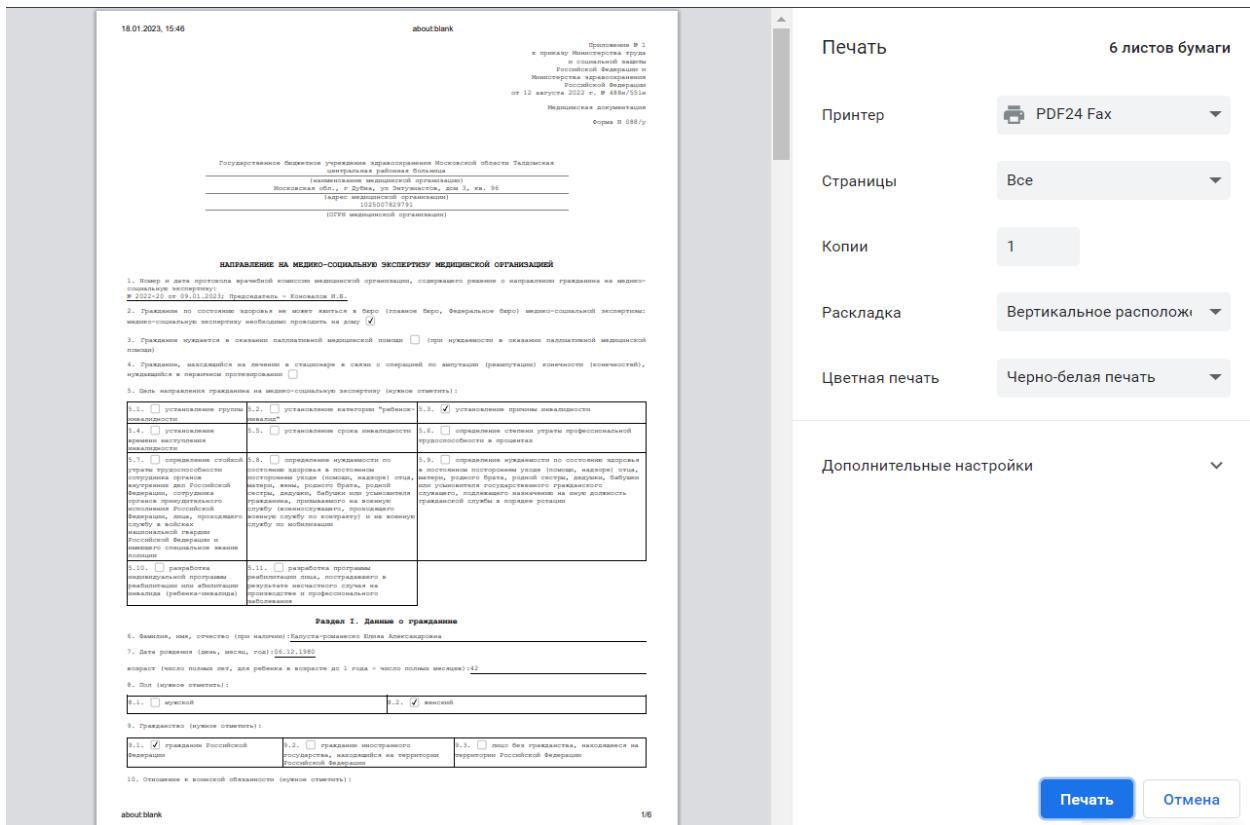 18.01.2023, 15:46
about:blank
Приложение № 1
к приказу Министерства труда
и социальной защиты
Российской Федерации и
Министерства здравоохранения
Российской Федерации
от 12 августа 2022 г. № 488н/551н
Медицинская документация
Форма N 088/у
Государственное бюджетное учреждение здравоохранения Московской области Талдомская
центральная районная больница
(наименование медицинской организации)
Московская обл., г Дубна, ул Энтузиастов, дом 3, кв. 96
(адрес медицинской организации)
1025007829791
(ОГРН медицинской организации)
НАПРАВЛЕНИЕ НА МЕДИКО-СОЦИАЛЬНУЮ ЭКСПЕРТИЗУ МЕДИЦИНСКОЙ ОРГАНИЗАЦИЕЙ
1. Номер и дата протокола врачебной комиссии медицинской организации, содержащего решение о направлении гражданина на медико-
социальную экспертизу:
№ 2022-20 от 09.01.2023; Председатель - Коновалов И.В.
2. Гражданин по состоянию здоровья не может явиться в бюро (главное бюро, Федеральное бюро) медико-социальной экспертизы:
медико-социальную экспертизу необходимо проводить на дому
3. Гражданин нуждается в оказании паллиативной медицинской помощи (при нуждаемости в оказании паллиативной медицинской
помощи)
4. Гражданин, находящийся на лечении в стационаре в связи с операцией по ампутации (реампутации) конечности (конечностей),
нуждающийся в первичном протезировании
5. Цель направления гражданина на медико-социальную экспертизу (нужное отметить):
5.1. установление группы
инвалидности
5.2. установление категории "ребенок-
инвалид"
5.3. установление причины инвалидности
5.4. установление
времени наступления
инвалидности
5.5. установление срока инвалидности
5.6. определение степени утраты профессиональной
трудоспособности в процентах
5.7. определение стойкой
утраты трудоспособности
сотрудника органов
внутренних дел Российской
Федерации, сотрудника
органов принудительного
исполнения Российской
Федерации, лица, проходящего
службу в войсках
национальной гвардии
Российской Федерации и
имеющего специальное звание
полиции
5.8. определение нуждаемости по
состоянию здоровья в постоянном
постороннем уходе (помощи, надзоре) отца,
матери, жены, родного брата, родной
сестры, дедушки, бабушки или усыновителя
гражданина, призываемого на военную
службу (военнослужащего, проходящего
военную службу по контракту) и на военную
службу по мобилизации
5.9. определение нуждаемости по состоянию здоровья
в постоянном постороннем уходе (помощи, надзоре) отца,
матери, родного брата, родной сестры, дедушки, бабушки
или усыновителя государственного гражданского
служащего, подлежащего назначению на иную должность
гражданской службы в порядке ротации
5.10. разработка
индивидуальной программы
реабилитации или абилитации
инвалида (ребенка-инвалида)
5.11. разработка программы
реабилитации лица, пострадавшего в
результате несчастного случая на
производстве и профессионального
заболевания
Раздел I. Данные о гражданине
6. Фамилия, имя, отчество (при наличии):Капуста-романеско Юлия Александровна
7. Дата рождения (день, месяц, год):06.12.1980
возраст (число полных лет, для ребенка в возрасте до 1 года - число полных месяцев):42
8. Пол (нужное отметить):
8.1. мужской
8.2. женский
9. Гражданство (нужное отметить):
9.1. гражданин Российской
Федерации
9.2. гражданин иностранного
государства, находящийся на территории
Российской Федерации
9.3. лицо без гражданства, находящееся на
территории Российской Федерации
10. Отношение к воинской обязанности (нужное отметить):
about:blank
1/6
Печать
6 листов бумаги
Принтер
PDF24 Fax
Страницы
Все
Копии
1
Раскладка
Вертикальное располож
Цветная печать
Черно-белая печать
Дополнительные настройки
Печать
Отмена